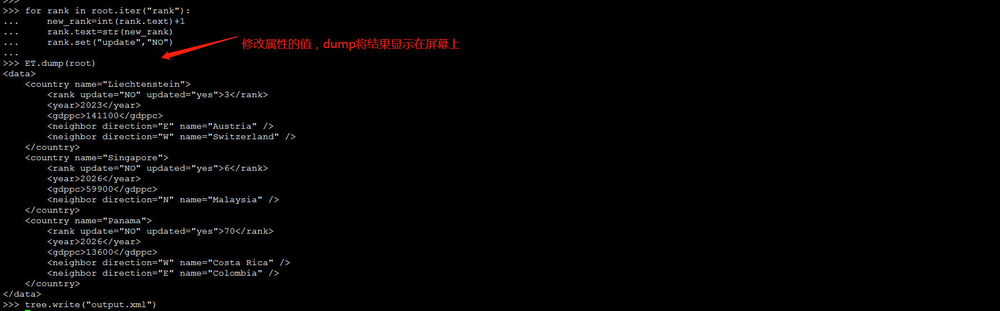 >>>
>>> for rank in root.iter("rank"):
...     new_rank=int(rank.text)+1
...     rank.text=str(new_rank)
...     rank.set("update","NO")
修改属性的值，dump将结果显示在屏幕上
...
>>> ET.dump(root)
<data>
    <country name="Liechtenstein">
        <rank update="NO" updated="yes">3</rank>
        <year>2023</year>
        <gdppc>141100</gdppc>
        <neighbor direction="E" name="Austria" />
        <neighbor direction="W" name="Switzerland" />
    </country>
    <country name="Singapore">
        <rank update="NO" updated="yes">6</rank>
        <year>2026</year>
        <gdppc>59900</gdppc>
        <neighbor direction="N" name="Malaysia" />
    </country>
    <country name="Panama">
        <rank update="NO" updated="yes">70</rank>
        <year>2026</year>
        <gdppc>13600</gdppc>
        <neighbor direction="W" name="Costa Rica" />
        <neighbor direction="E" name="Colombia" />
    </country>
</data>
>>> tree.write("output.xml")